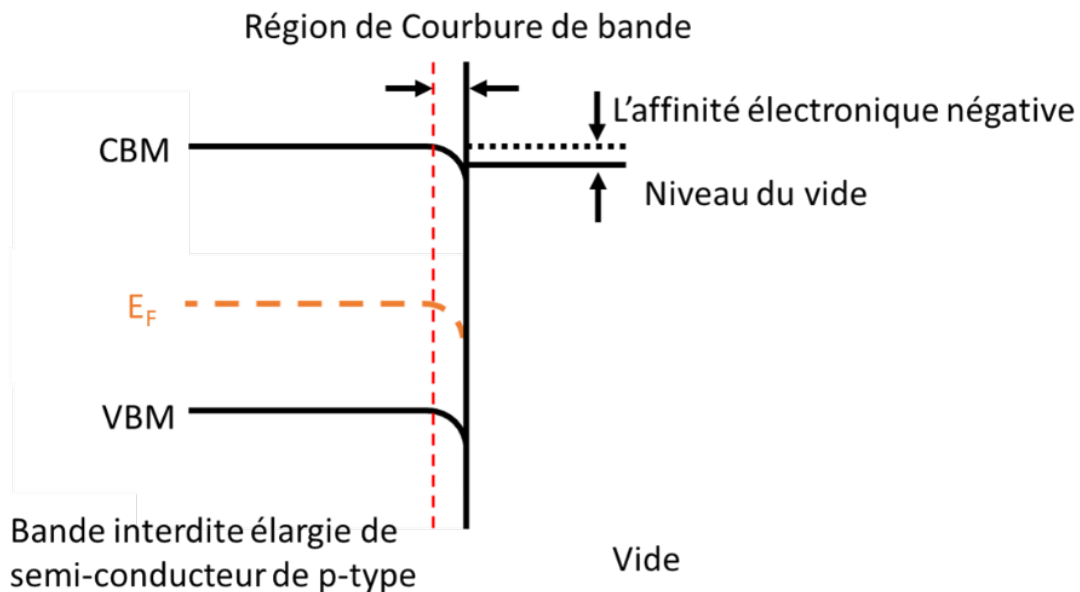 Région de Courbure de bande
L'affinité électronique négative
CBM
Niveau du vide
E_F
VBM
Bande interdite élargie de
semi-conducteur de p-type
Vide